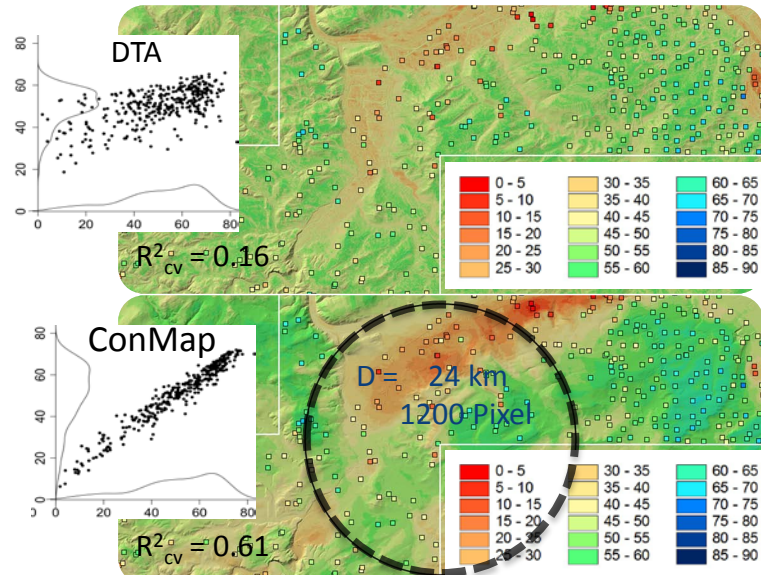 DTA
80
60
40
20
0
0 20 40 60 80
R²cv = 0.16
0 - 5 30 - 35 60 - 65
5 - 10 35 - 40 65 - 70
10 - 15 40 - 45 70 - 75
15 - 20 45 - 50 75 - 80
20 - 25 50 - 55 80 - 85
25 - 30 55 - 60 85 - 90
ConMap
80
60
40
20
0
0 20 40 60 80
R²cv = 0.61
D = 24 km
1200 Pixel
0 - 5 30 - 35 60 - 65
5 - 10 35 - 40 65 - 70
10 - 15 40 - 45 70 - 75
15 - 20 45 - 50 75 - 80
20 - 25 50 - 55 80 - 85
25 - 30 55 - 60 85 - 90